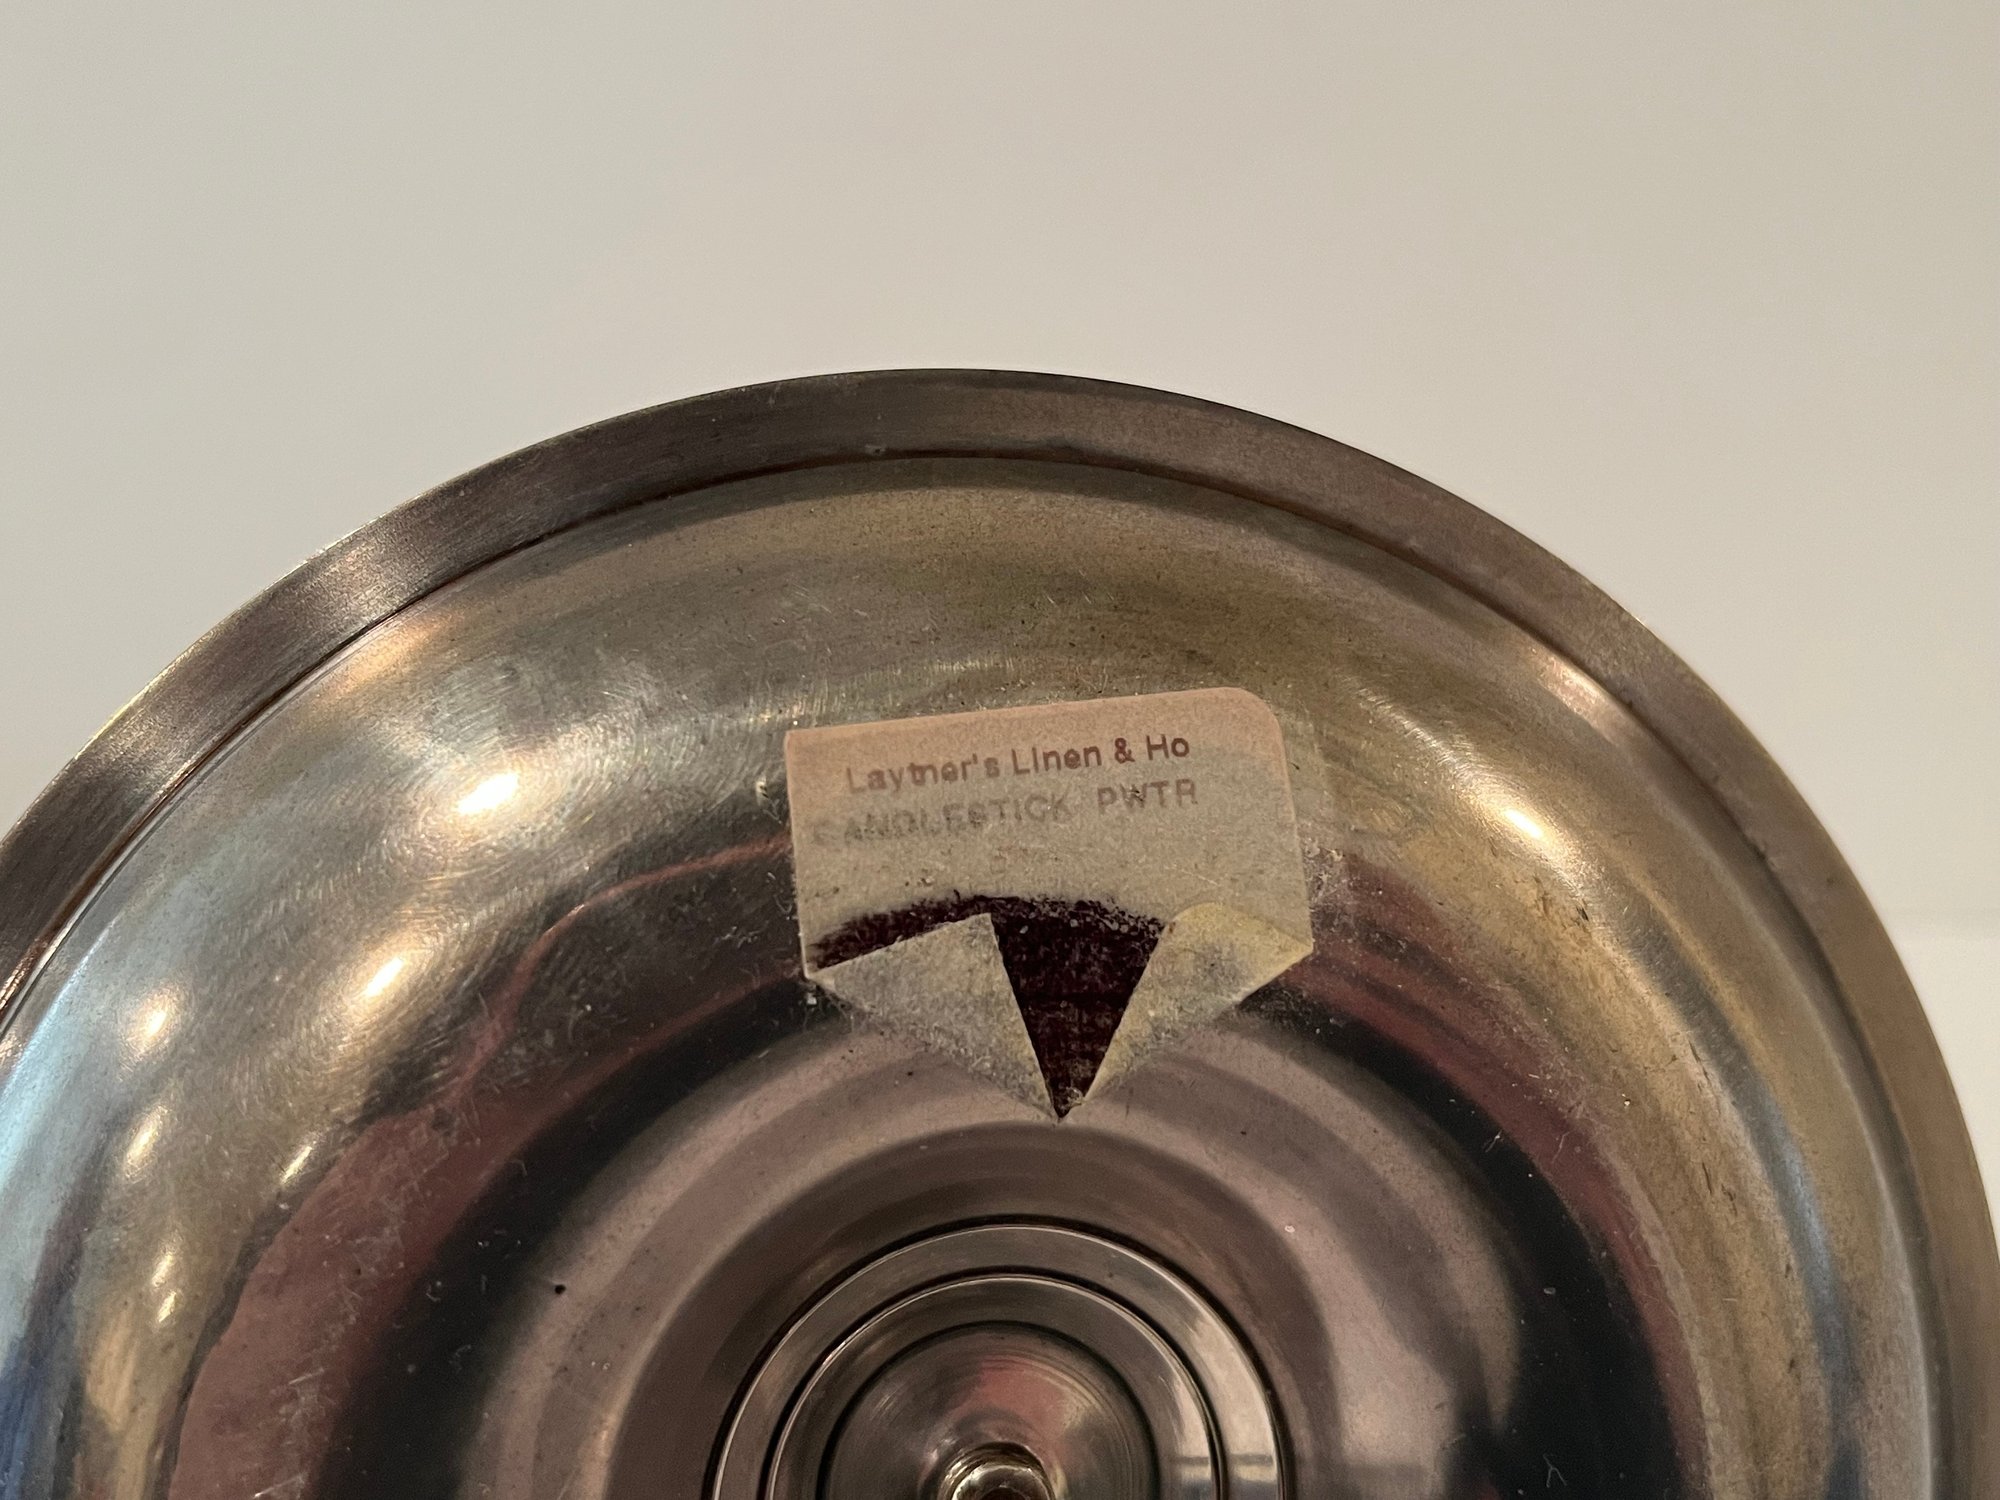 Laytner's Linen & Ho
CANDLESTICK PWTR